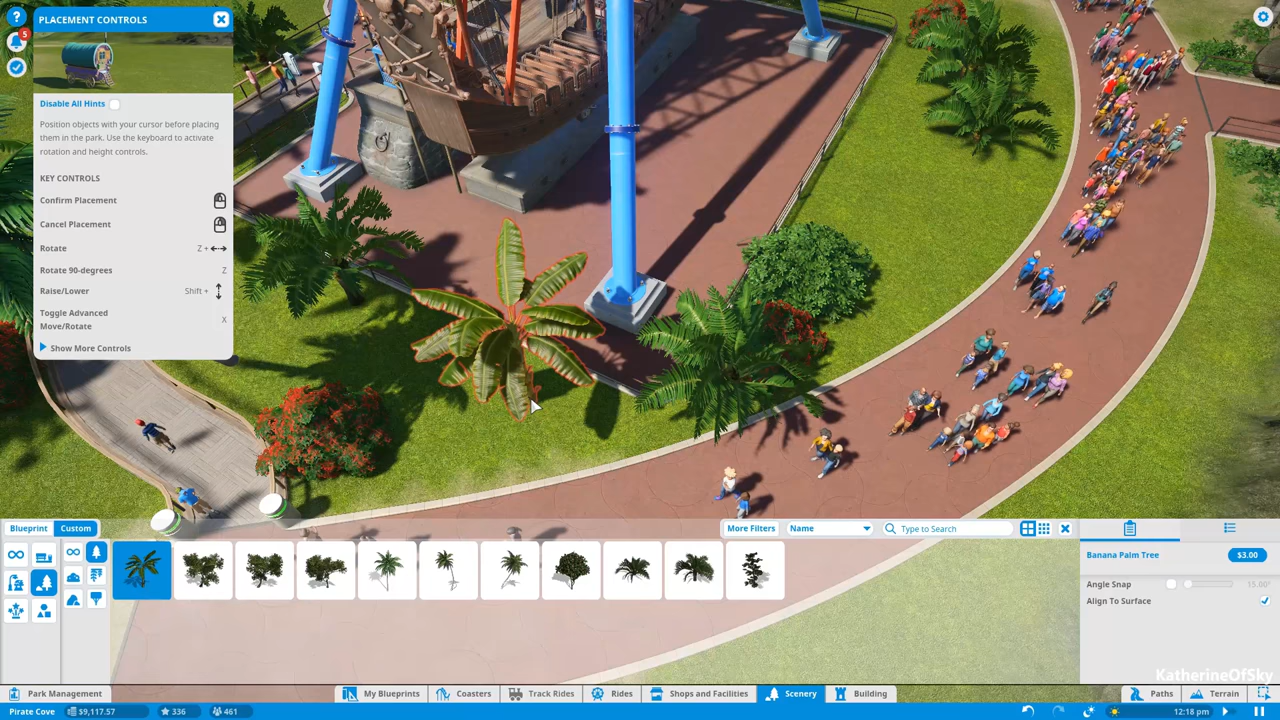 PLACEMENT CONTROLS
?
5
Disable All Hints
Position objects with your cursor before placing
them in the park. Use the keyboard to activate
rotation and height controls.
KEY CONTROLS
Confirm Placement
Cancel Placement
Rotate Z +
Rotate 90-degrees Z
Raise/Lower Shift +
Toggle Advanced
Move/Rotate X
Show More Controls
Blueprint Custom
More Filters Name Type to Search
Banana Palm Tree $3.00
Angle Snap 15.00°
Align To Surface
KatherineOfSky
Park Management My Blueprints Coasters Track Rides Rides Shops and Facilities Scenery Building Paths Terrain
Pirate Cove $9,117.57 336 461 12:18 pm